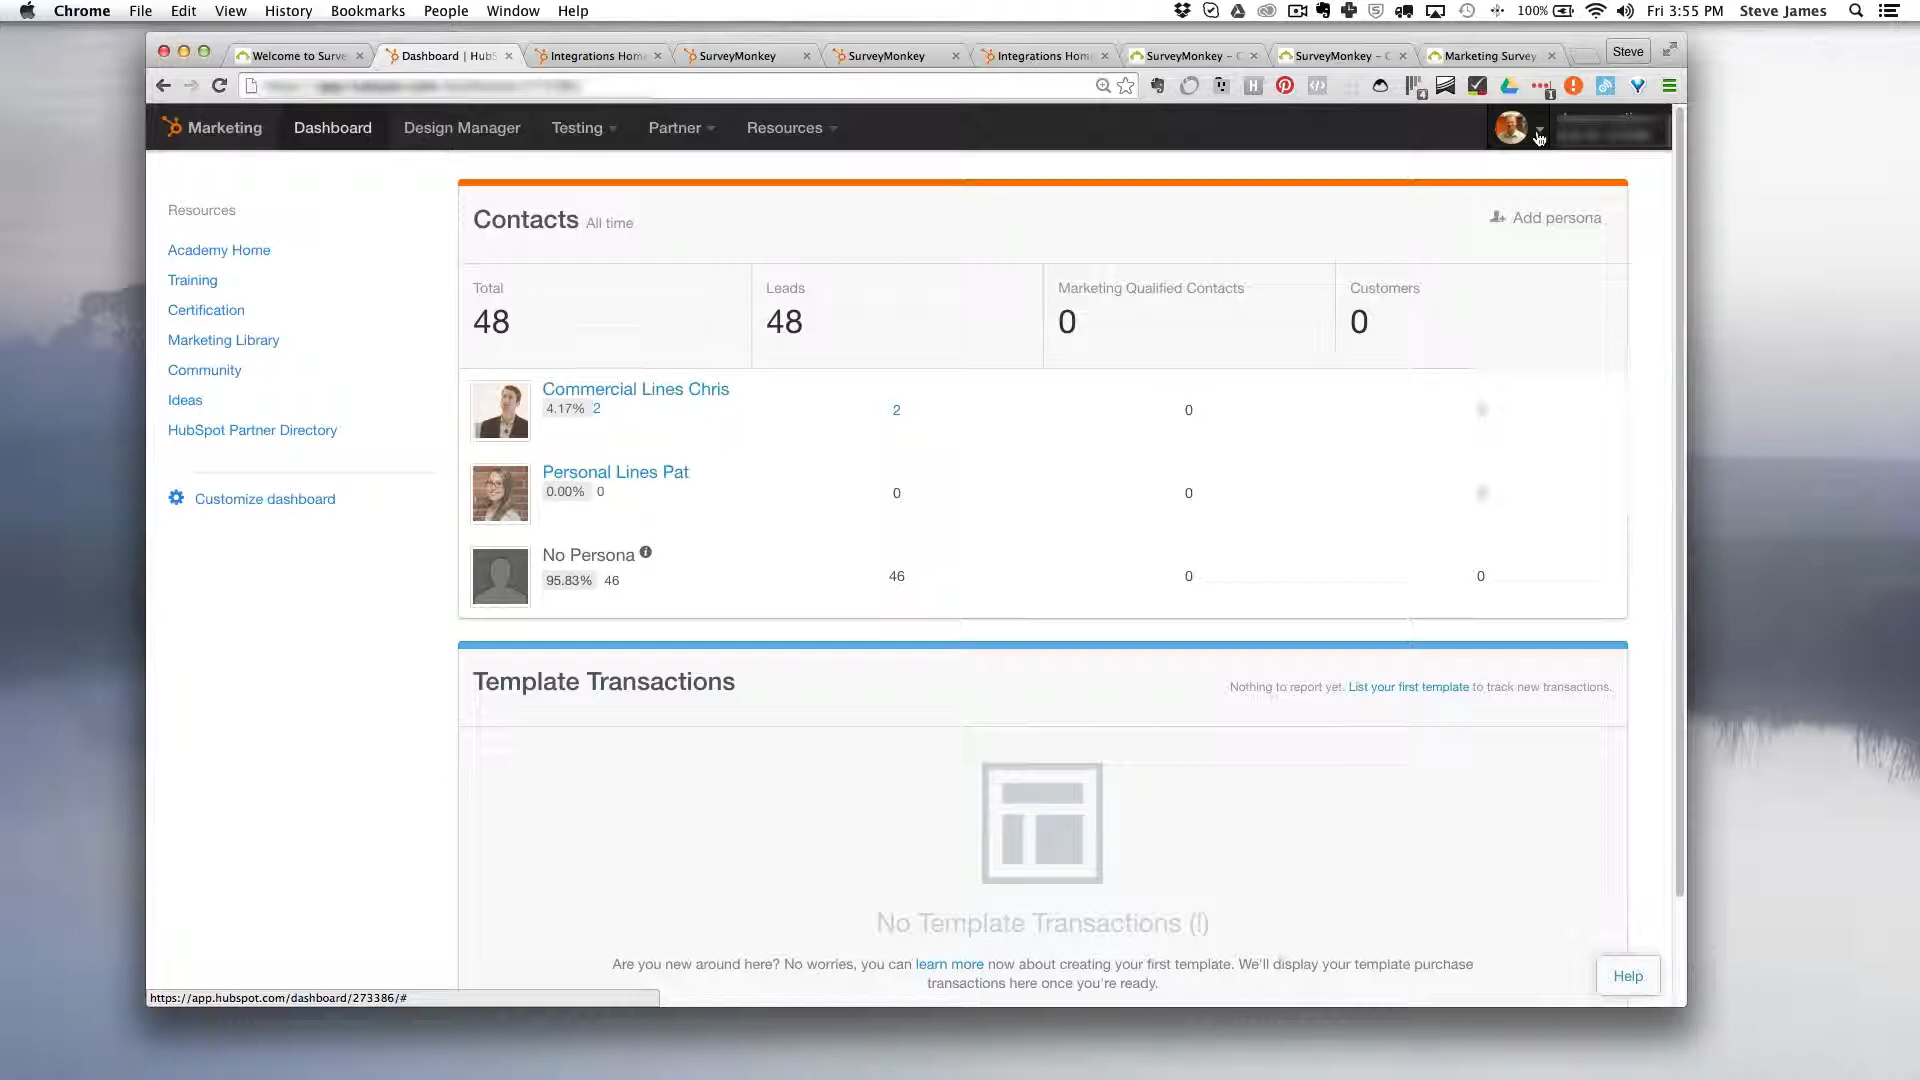 Chrome File Edit View History Bookmarks People Window Help 100% Fri 3:55 PM Steve James
Welcome to Surve Dashboard | HubS Integrations Hom SurveyMonkey SurveyMonkey Integrations Hom SurveyMonkey – C SurveyMonkey – C Marketing Survey Steve
Marketing Dashboard Design Manager Testing Partner Resources
Resources
Academy Home
Training
Certification
Marketing Library
Community
Ideas
HubSpot Partner Directory
Customize dashboard
Contacts All time Add persona
Total Leads Marketing Qualified Contacts Customers
48 48 0 0
Commercial Lines Chris
4.17% 2 2 0
Personal Lines Pat
0.00% 0 0 0
No Persona
95.83% 46 46 0 0
Template Transactions
Nothing to report yet. List your first template to track new transactions.
No Template Transactions (!)
Are you new around here? No worries, you can learn more now about creating your first template. We'll display your template purchase
transactions here once you're ready.
Help
https://app.hubspot.com/dashboard/273386/#